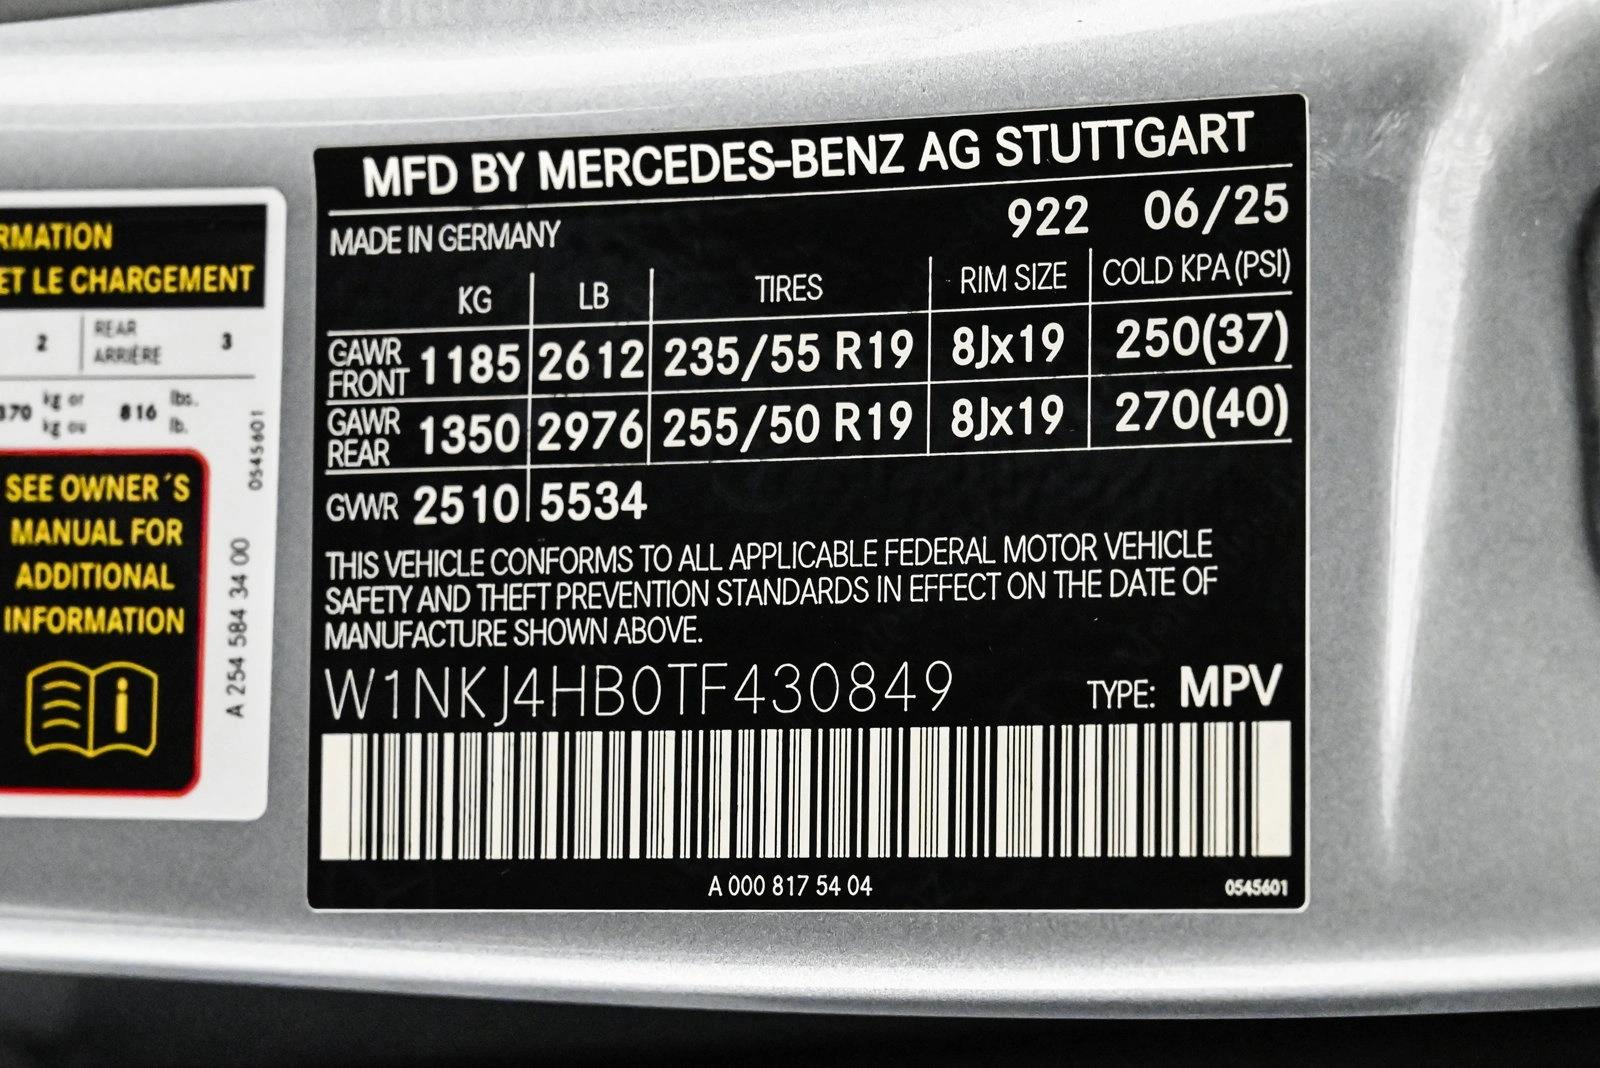 RMATION
ET LE CHARGEMENT
2 REAR ARRIÈRE 3
370 kg or kg ou 816 lbs. lb.
SEE OWNER´S
MANUAL FOR
ADDITIONAL
INFORMATION
i
A 254 584 34 00
0545601
MFD BY MERCEDES-BENZ AG STUTTGART
MADE IN GERMANY 922 06/25
KG LB TIRES RIM SIZE COLD KPA (PSI)
GAWR FRONT 1185 2612 235/55 R19 8Jx19 250(37)
GAWR REAR 1350 2976 255/50 R19 8Jx19 270(40)
GVWR 2510 5534
THIS VEHICLE CONFORMS TO ALL APPLICABLE FEDERAL MOTOR VEHICLE
SAFETY AND THEFT PREVENTION STANDARDS IN EFFECT ON THE DATE OF
MANUFACTURE SHOWN ABOVE.
W1NKJ4HB0TF430849 TYPE: MPV
A 000 817 54 04 0545601